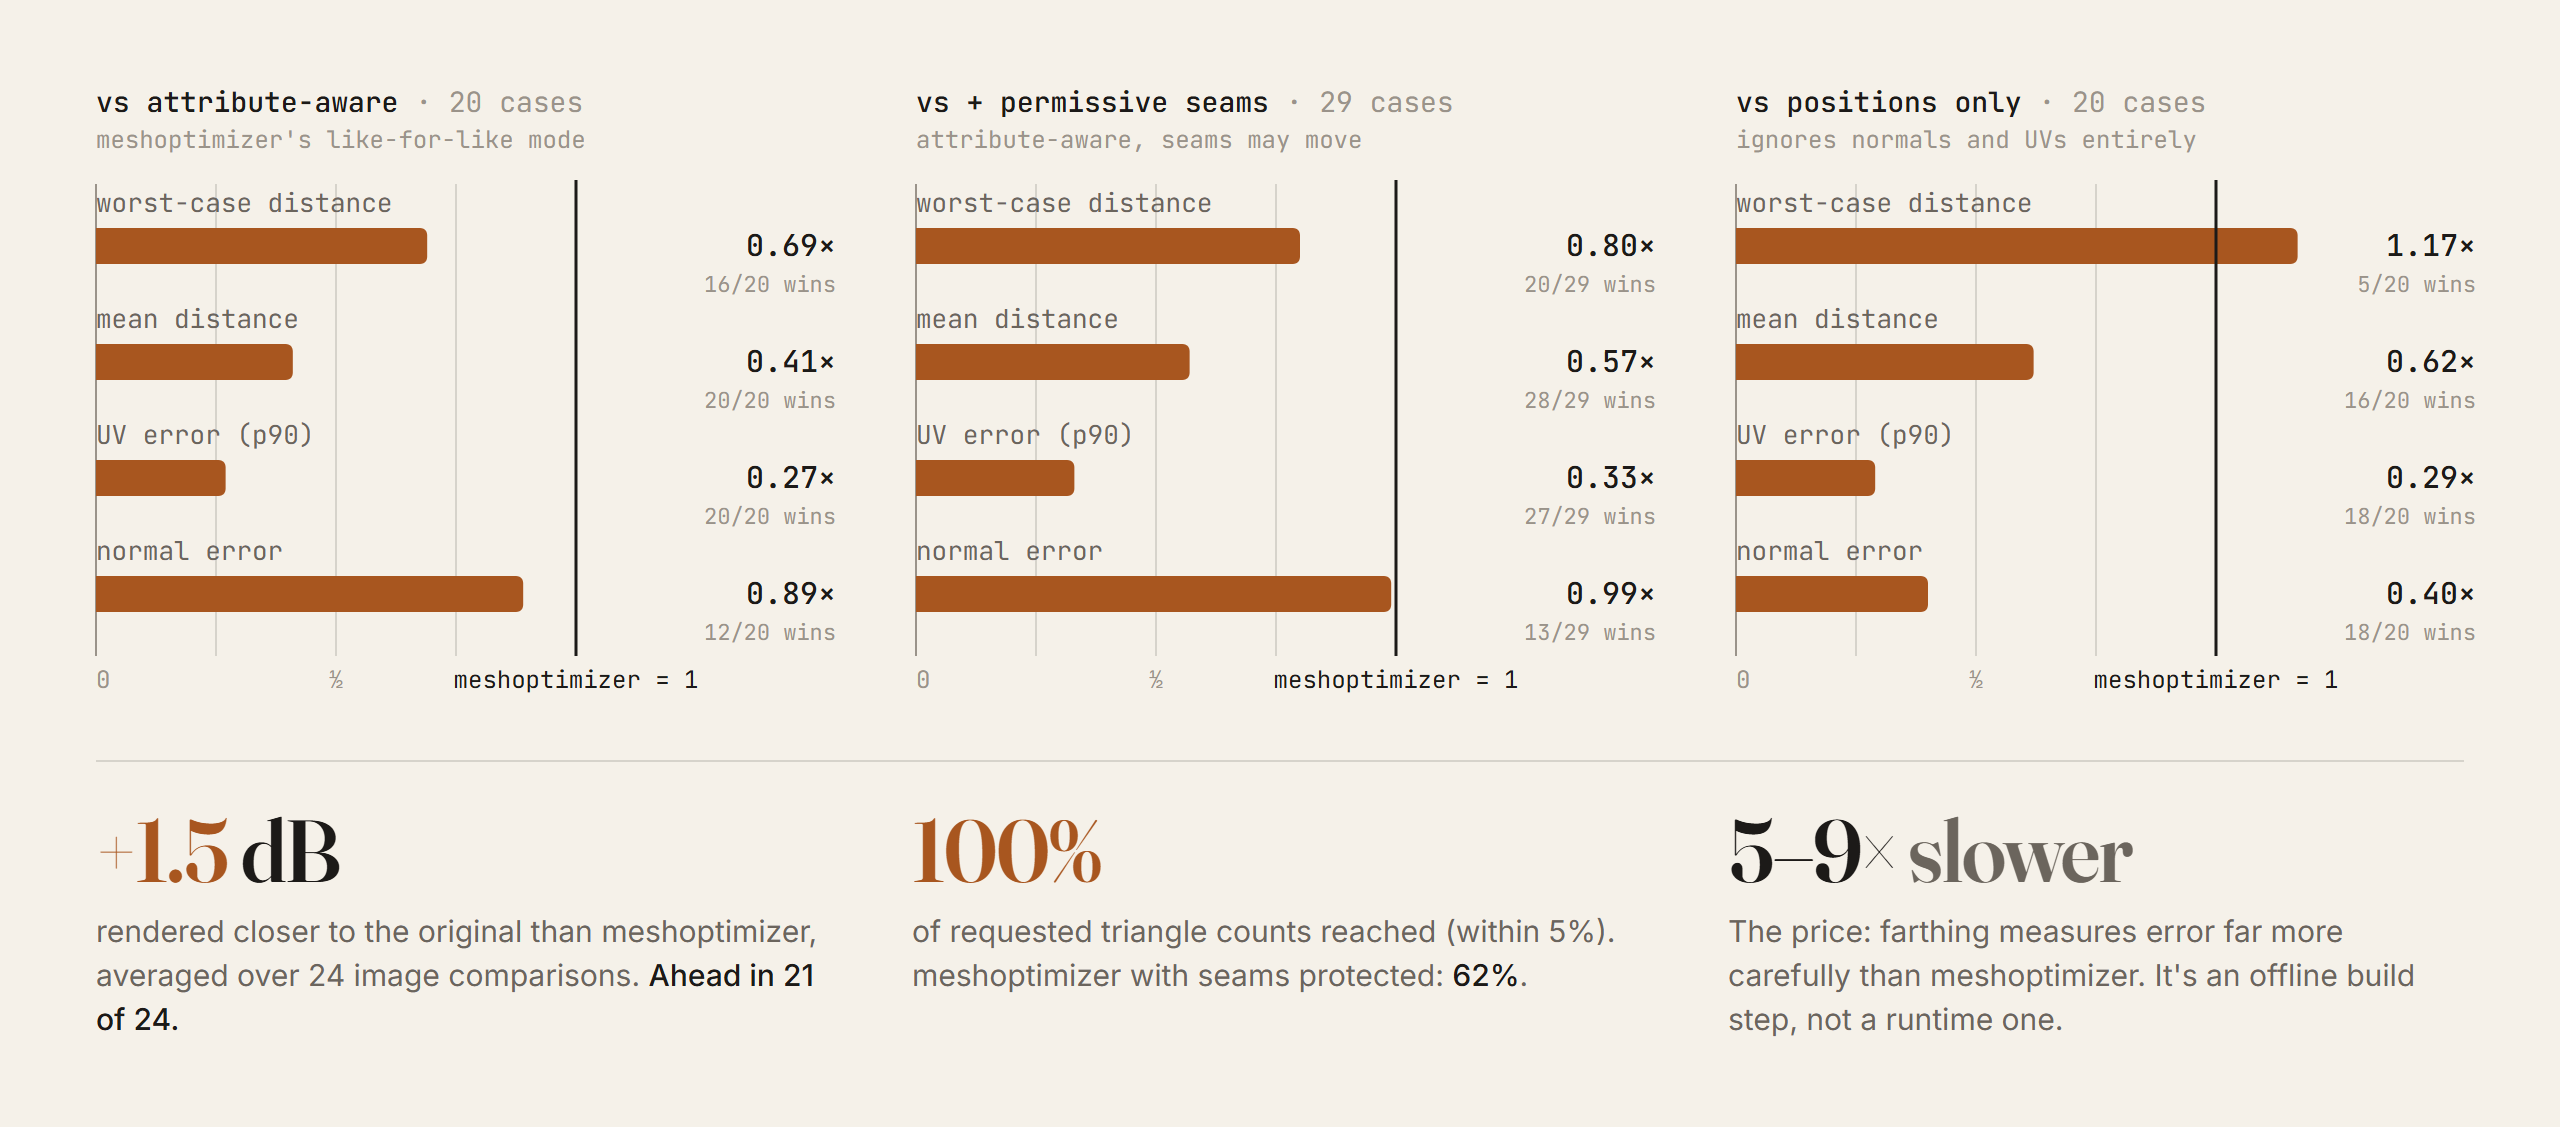 vs attribute-aware · 20 cases
meshoptimizer's like-for-like mode
worst-case distance
0.69×
16/20 wins
mean distance
0.41×
20/20 wins
UV error (p90)
0.27×
20/20 wins
normal error
0.89×
12/20 wins
0 ½ meshoptimizer = 1
vs + permissive seams · 29 cases
attribute-aware, seams may move
worst-case distance
0.80×
20/29 wins
mean distance
0.57×
28/29 wins
UV error (p90)
0.33×
27/29 wins
normal error
0.99×
13/29 wins
0 ½ meshoptimizer = 1
vs positions only · 20 cases
ignores normals and UVs entirely
worst-case distance
1.17×
5/20 wins
mean distance
0.62×
16/20 wins
UV error (p90)
0.29×
18/20 wins
normal error
0.40×
18/20 wins
0 ½ meshoptimizer = 1
+1.5 dB
rendered closer to the original than meshoptimizer,
averaged over 24 image comparisons. Ahead in 21
of 24.
100%
of requested triangle counts reached (within 5%).
meshoptimizer with seams protected: 62%.
5–9× slower
The price: farthing measures error far more
carefully than meshoptimizer. It's an offline build
step, not a runtime one.